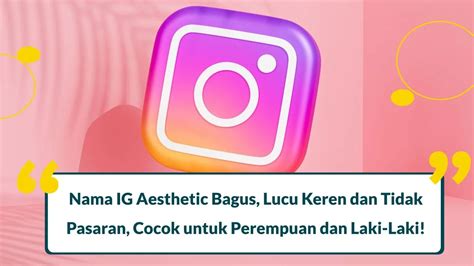 Nama IG Aesthetic Bagus, Lucu Keren dan Tidak
Pasaran, Cocok untuk Perempuan dan Laki-Laki!